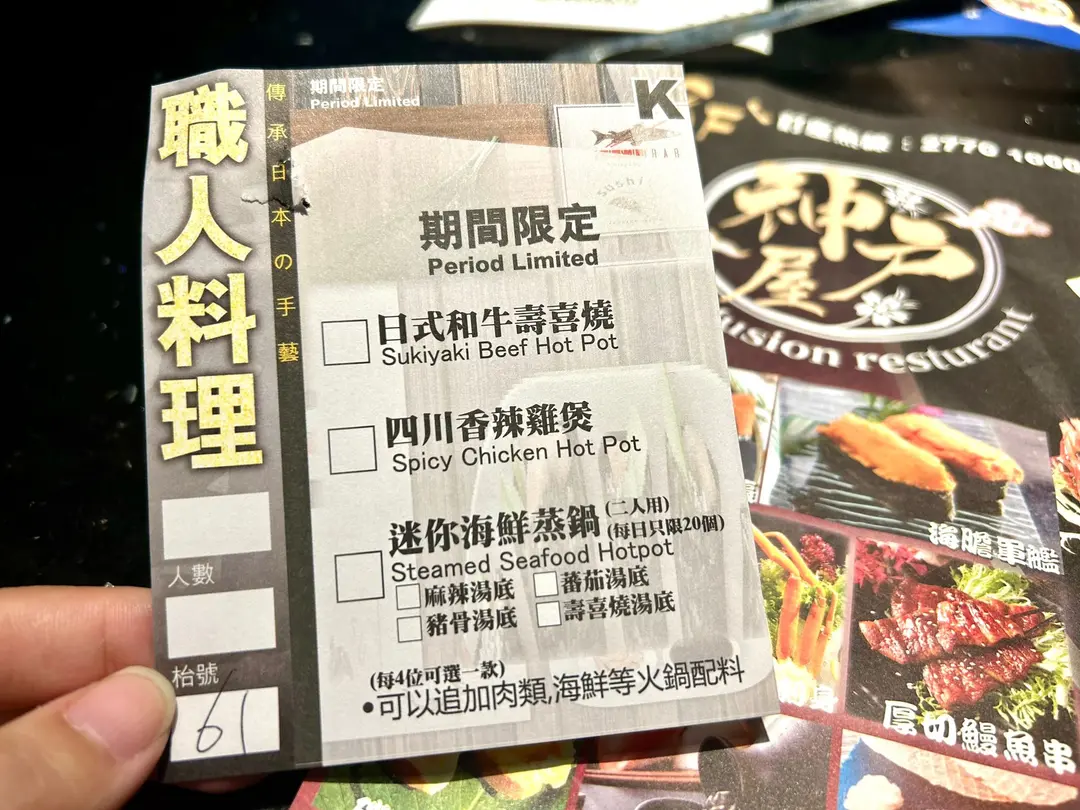 職人料理
傳承日本の手藝
期間限定
Period Limited
K
期間限定
Period Limited
日式和牛壽喜燒
Sukiyaki Beef Hot Pot
四川香辣雞煲
Spicy Chicken Hot Pot
迷你海鮮蒸鍋 (二人用)
(每日只限20個)
Steamed Seafood Hotpot
麻辣湯底 蕃茄湯底
豬骨湯底 壽喜燒湯底
(每4位可選一款)
•可以追加肉類,海鮮等火鍋配料
人數
枱號
61
sushi
神戶屋
usion resturant
海膽軍艦
厚切鰻魚串